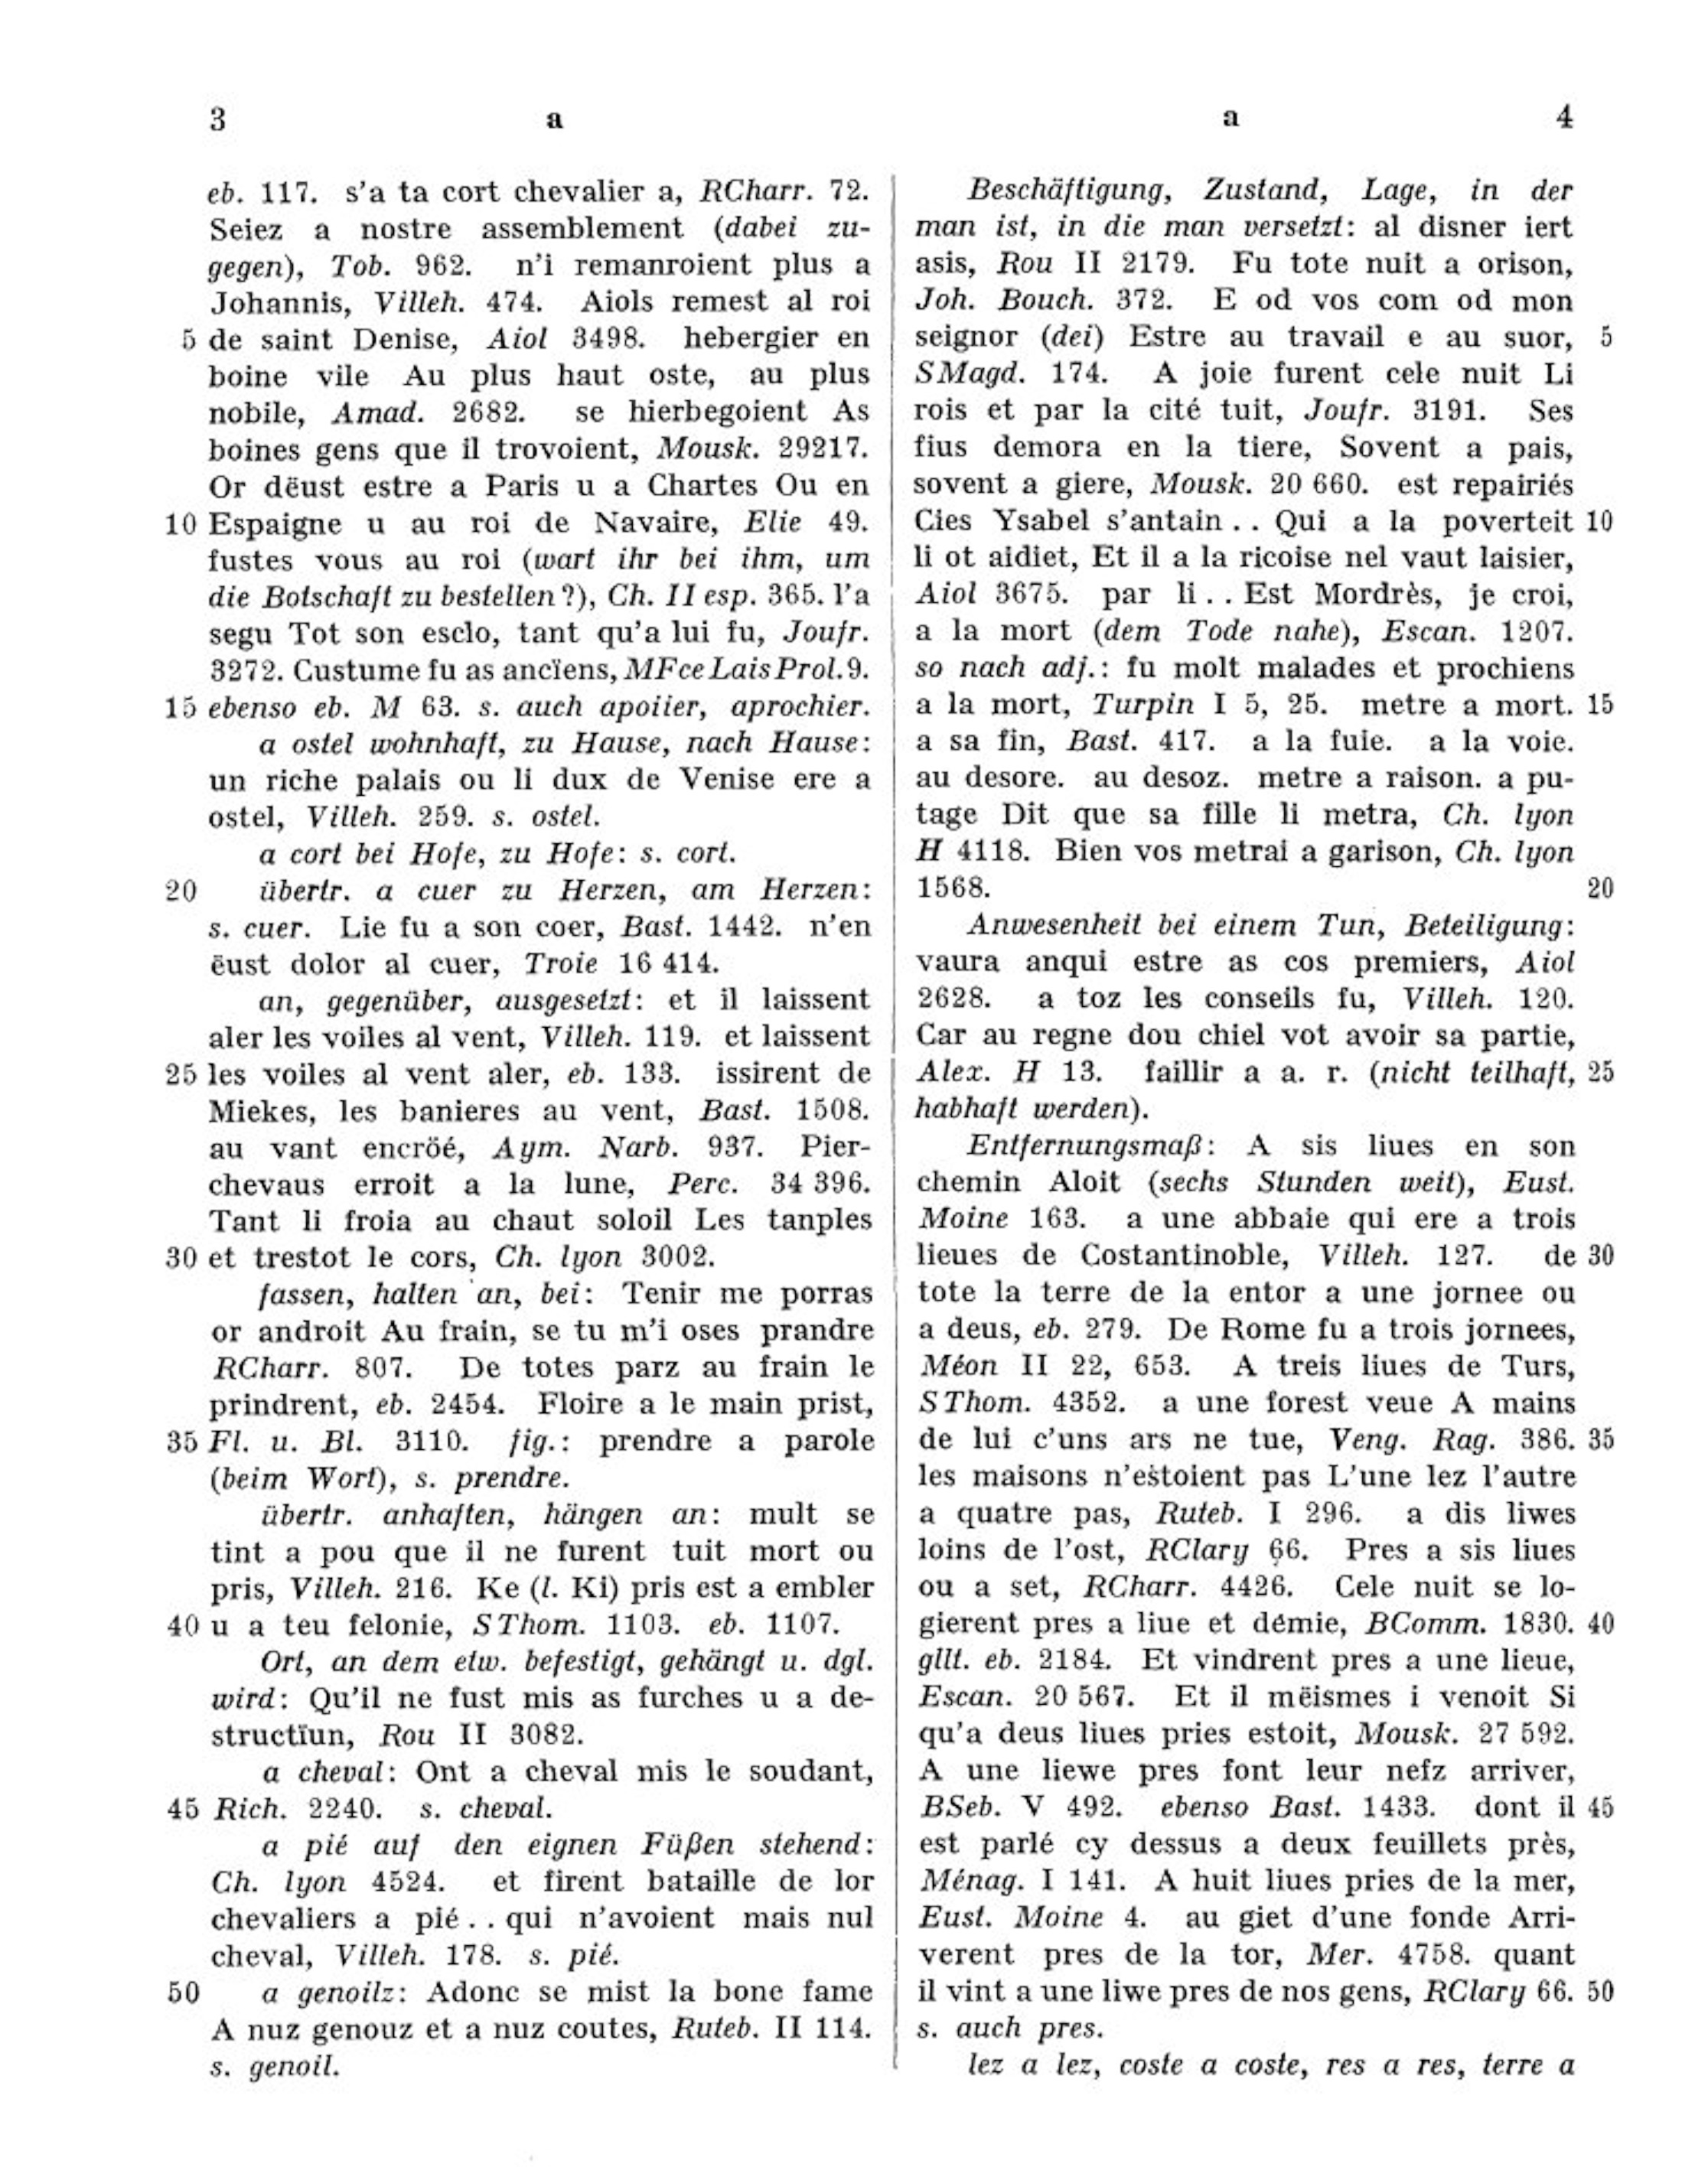 3 a
eb. 117. s'a ta cort chevalier a, RCharr. 72.
Seiez a nostre assemblement (dabei zu-
gegen), Tob. 962. n'i remanroient plus a
Johannis, Villeh. 474. Aiols remest al roi
5 de saint Denise, Aiol 3498. hebergier en
boine vile Au plus haut oste, au plus
nobile, Amad. 2682. se hierbegoient As
boines gens que il trovoient, Mousk. 29217.
Or dëust estre a Paris u a Chartes Ou en
10 Espaigne u au roi de Navaire, Elie 49.
fustes vous au roi (wart ihr bei ihm, um
die Botschaft zu bestellen?), Ch. II esp. 365. l'a
segu Tot son esclo, tant qu'a lui fu, Joufr.
3272. Custume fu as ancïens, MFce Lais Prol. 9.
15 ebenso eb. M 63. s. auch apoiier, aprochier.
a ostel wohnhaft, zu Hause, nach Hause:
un riche palais ou li dux de Venise ere a
ostel, Villeh. 259. s. ostel.
a cort bei Hofe, zu Hofe: s. cort.
20 übertr. a cuer zu Herzen, am Herzen:
s. cuer. Lie fu a son coer, Bast. 1442. n'en
ëust dolor al cuer, Troie 16 414.
an, gegenüber, ausgesetzt: et il laissent
aler les voiles al vent, Villeh. 119. et laissent
25 les voiles al vent aler, eb. 133. issirent de
Miekes, les banieres au vent, Bast. 1508.
au vant encröé, Aym. Narb. 937. Pier-
chevaus erroit a la lune, Perc. 34 396.
Tant li froia au chaut soloil Les tanples
30 et trestot le cors, Ch. lyon 3002.
fassen, halten an, bei: Tenir me porras
or androit Au frain, se tu m'i oses prandre
RCharr. 807. De totes parz au frain le
prindrent, eb. 2454. Floire a le main prist,
35 Fl. u. Bl. 3110. fig.: prendre a parole
(beim Wort), s. prendre.
übertr. anhaften, hängen an: mult se
tint a pou que il ne furent tuit mort ou
pris, Villeh. 216. Ke (l. Ki) pris est a embler
40 u a teu felonie, SThom. 1103. eb. 1107.
Ort, an dem etw. befestigt, gehängt u. dgl.
wird: Qu'il ne fust mis as furches u a de-
structïun, Rou II 3082.
a cheval: Ont a cheval mis le soudant,
45 Rich. 2240. s. cheval.
a pié auf den eignen Füßen stehend:
Ch. lyon 4524. et firent bataille de lor
chevaliers a pié . . qui n'avoient mais nul
cheval, Villeh. 178. s. pié.
50 a genoilz: Adonc se mist la bone fame
A nuz genouz et a nuz coutes, Ruteb. II 114.
s. genoil.
a 4
Beschäftigung, Zustand, Lage, in der
man ist, in die man versetzt: al disner iert
asis, Rou II 2179. Fu tote nuit a orison,
Joh. Bouch. 372. E od vos com od mon
seignor (dei) Estre au travail e au suor, 5
SMagd. 174. A joie furent cele nuit Li
rois et par la cité tuit, Joufr. 3191. Ses
fius demora en la tiere, Sovent a pais,
sovent a giere, Mousk. 20 660. est repairiés
Cies Ysabel s'antain . . Qui a la poverteit 10
li ot aidiet, Et il a la ricoise nel vaut laisier,
Aiol 3675. par li . . Est Mordrès, je croi,
a la mort (dem Tode nahe), Escan. 1207.
so nach adj.: fu molt malades et prochiens
a la mort, Turpin I 5, 25. metre a mort. 15
a sa fin, Bast. 417. a la fuie. a la voie.
au desore. au desoz. metre a raison. a pu-
tage Dit que sa fille li metra, Ch. lyon
H 4118. Bien vos metrai a garison, Ch. lyon
1568. 20
Anwesenheit bei einem Tun, Beteiligung:
vaura anqui estre as cos premiers, Aiol
2628. a toz les conseils fu, Villeh. 120.
Car au regne dou chiel vot avoir sa partie,
Alex. H 13. faillir a a. r. (nicht teilhaft, 25
habhaft werden).
Entfernungsmaß: A sis liues en son
chemin Aloit (sechs Stunden weit), Eust.
Moine 163. a une abbaie qui ere a trois
lieues de Costantinoble, Villeh. 127. de 30
tote la terre de la entor a une jornee ou
a deus, eb. 279. De Rome fu a trois jornees,
Méon II 22, 653. A treis liues de Turs,
SThom. 4352. a une forest veue A mains
de lui c'uns ars ne tue, Veng. Rag. 386. 35
les maisons n'estoient pas L'une lez l'autre
a quatre pas, Ruteb. I 296. a dis liwes
loins de l'ost, RClary 66. Pres a sis liues
ou a set, RCharr. 4426. Cele nuit se lo-
gierent pres a liue et demie, BComm. 1830. 40
gllt. eb. 2184. Et vindrent pres a une lieue,
Escan. 20 567. Et il mëismes i venoit Si
qu'a deus liues pries estoit, Mousk. 27 592.
A une liewe pres font leur nefz arriver,
BSeb. V 492. ebenso Bast. 1433. dont il 45
est parlé cy dessus a deux feuillets près,
Ménag. I 141. A huit liues pries de la mer,
Eust. Moine 4. au giet d'une fonde Arri-
verent pres de la tor, Mer. 4758. quant
il vint a une liwe pres de nos gens, RClary 66. 50
s. auch pres.
lez a lez, coste a coste, res a res, terre a